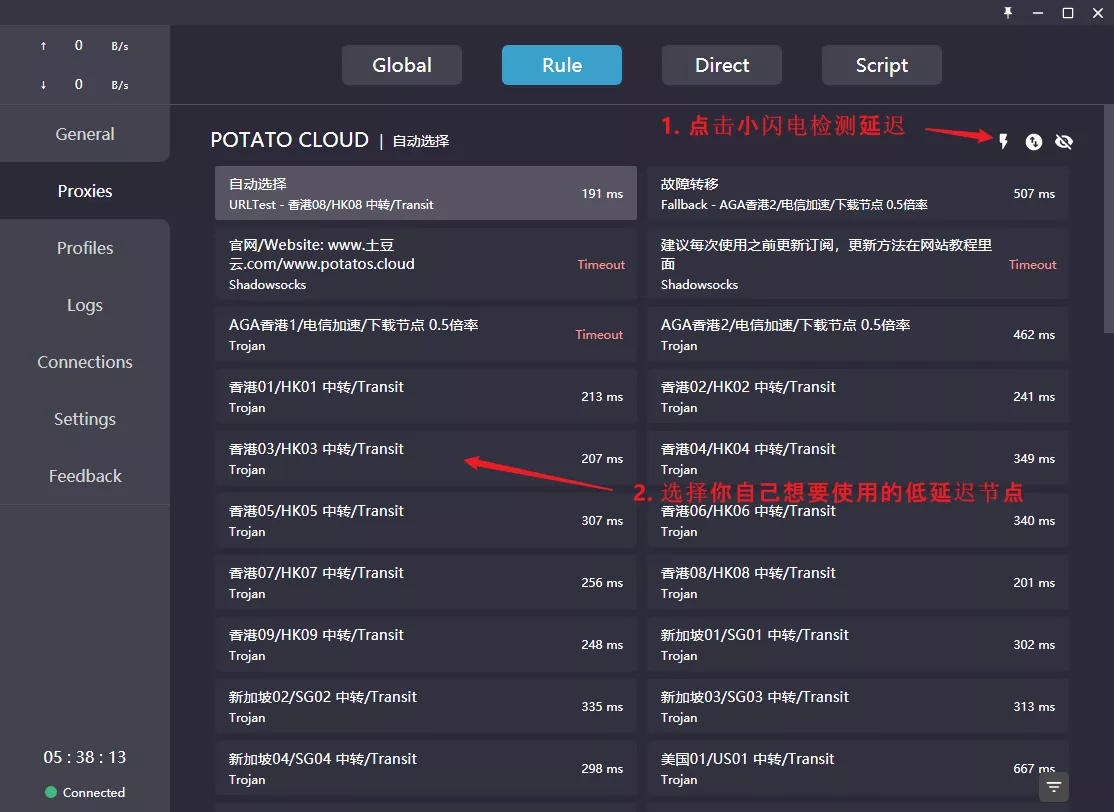 ↑ 0 B/s
↓ 0 B/s
Global
Rule
Direct
Script
General
Proxies
Profiles
Logs
Connections
Settings
Feedback
05 : 38 : 13
Connected
POTATO CLOUD | 自动选择
1. 点击小闪电检测延迟
自动选择
URLTest - 香港08/HK08 中转/Transit
191 ms
故障转移
Fallback - AGA香港2/电信加速/下载节点 0.5倍率
507 ms
官网/Website: www.土豆
云.com/www.potatos.cloud
Shadowsocks
Timeout
建议每次使用之前更新订阅，更新方法在网站教程里
面
Shadowsocks
Timeout
AGA香港1/电信加速/下载节点 0.5倍率
Trojan
Timeout
AGA香港2/电信加速/下载节点 0.5倍率
Trojan
462 ms
香港01/HK01 中转/Transit
Trojan
213 ms
香港02/HK02 中转/Transit
Trojan
241 ms
香港03/HK03 中转/Transit
Trojan
207 ms
香港04/HK04 中转/Transit
Trojan
349 ms
2. 选择你自己想要使用的低延迟节点
香港05/HK05 中转/Transit
Trojan
307 ms
香港06/HK06 中转/Transit
Trojan
340 ms
香港07/HK07 中转/Transit
Trojan
256 ms
香港08/HK08 中转/Transit
Trojan
201 ms
香港09/HK09 中转/Transit
Trojan
248 ms
新加坡01/SG01 中转/Transit
Trojan
302 ms
新加坡02/SG02 中转/Transit
Trojan
335 ms
新加坡03/SG03 中转/Transit
Trojan
313 ms
新加坡04/SG04 中转/Transit
Trojan
298 ms
美国01/US01 中转/Transit
Trojan
667 ms